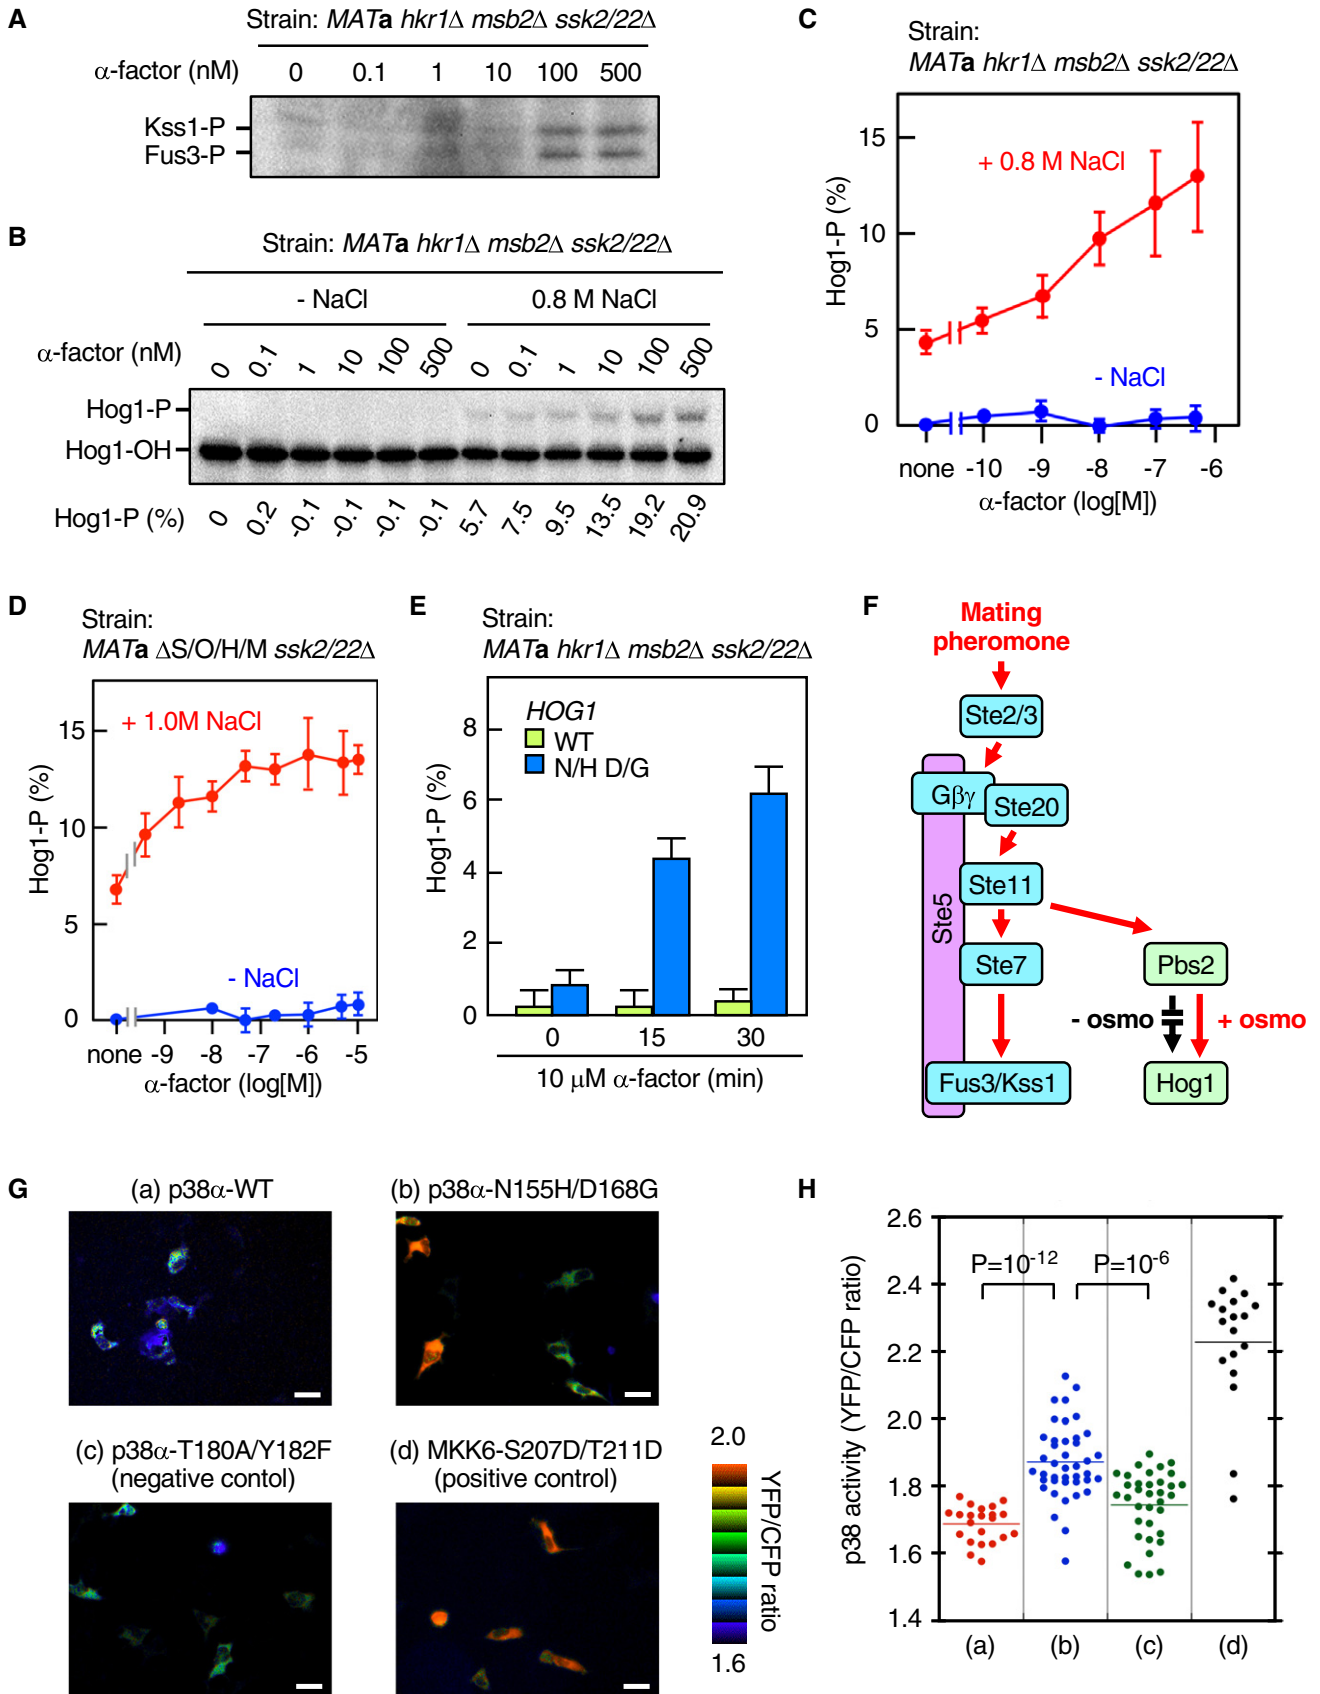 A
Strain: MATa hkr1Δ msb2Δ ssk2/22Δ
α-factor (nM) 0 0.1 1 10 100 500
Kss1-P
Fus3-P
B
Strain: MATa hkr1Δ msb2Δ ssk2/22Δ
- NaCl 0.8 M NaCl
α-factor (nM) 0 0.1 1 10 100 500 0 0.1 1 10 100 500
Hog1-P
Hog1-OH
Hog1-P (%) 0 0.2 -0.1 -0.1 -0.1 -0.1 5.7 7.5 9.5 13.5 19.2 20.9
C
Strain:
MATa hkr1Δ msb2Δ ssk2/22Δ
Hog1-P (%)
15
10
5
0
+ 0.8 M NaCl
- NaCl
none -10 -9 -8 -7 -6
α-factor (log[M])
D
Strain:
MATa ΔS/O/H/M ssk2/22Δ
Hog1-P (%)
15
10
5
0
+ 1.0M NaCl
- NaCl
none -9 -8 -7 -6 -5
α-factor (log[M])
E
Strain:
MATa hkr1Δ msb2Δ ssk2/22Δ
Hog1-P (%)
8
6
4
2
0
HOG1
WT
N/H D/G
0 15 30
10 μM α-factor (min)
F
Mating
pheromone
Ste2/3
Gβγ
Ste20
Ste11
Ste5
Ste7
Pbs2
- osmo
+ osmo
Fus3/Kss1
Hog1
G
(a) p38α-WT
(b) p38α-N155H/D168G
(c) p38α-T180A/Y182F
(negative contol)
(d) MKK6-S207D/T211D
(positive control)
2.0
YFP/CFP ratio
1.6
H
p38 activity (YFP/CFP ratio)
2.6
2.4
2.2
2.0
1.8
1.6
1.4
P=10-12
P=10-6
(a) (b) (c) (d)